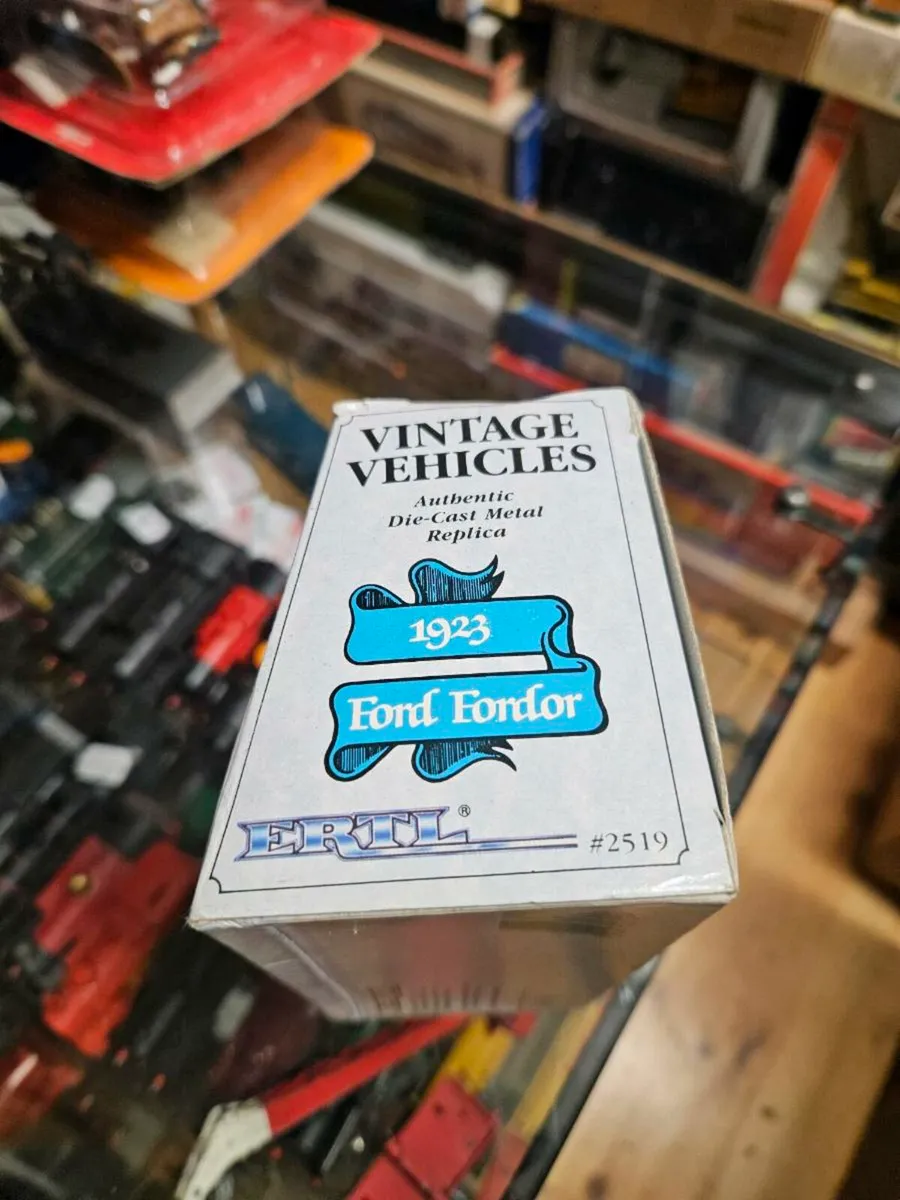 VINTAGE
VEHICLES
Authentic
Die-Cast Metal
Replica
1923
Ford Fordor
ERTL®
#2519